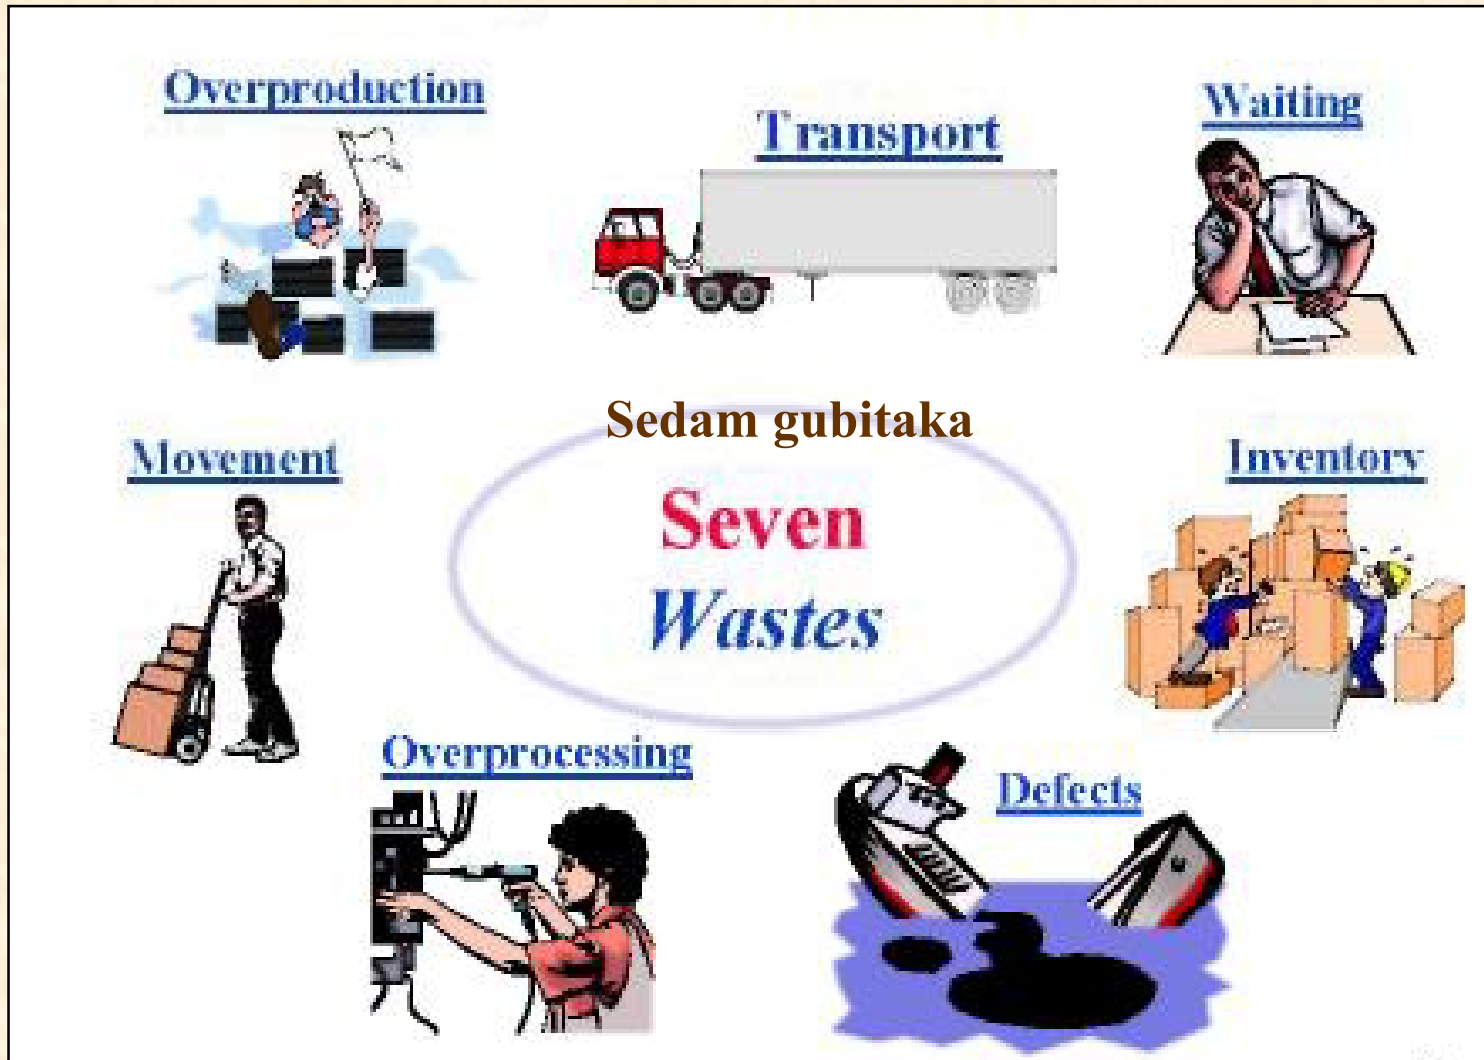 Overproduction
Transport
Waiting
Sedam gubitaka
Movement
Inventory
Seven
Wastes
Overprocessing
Defects